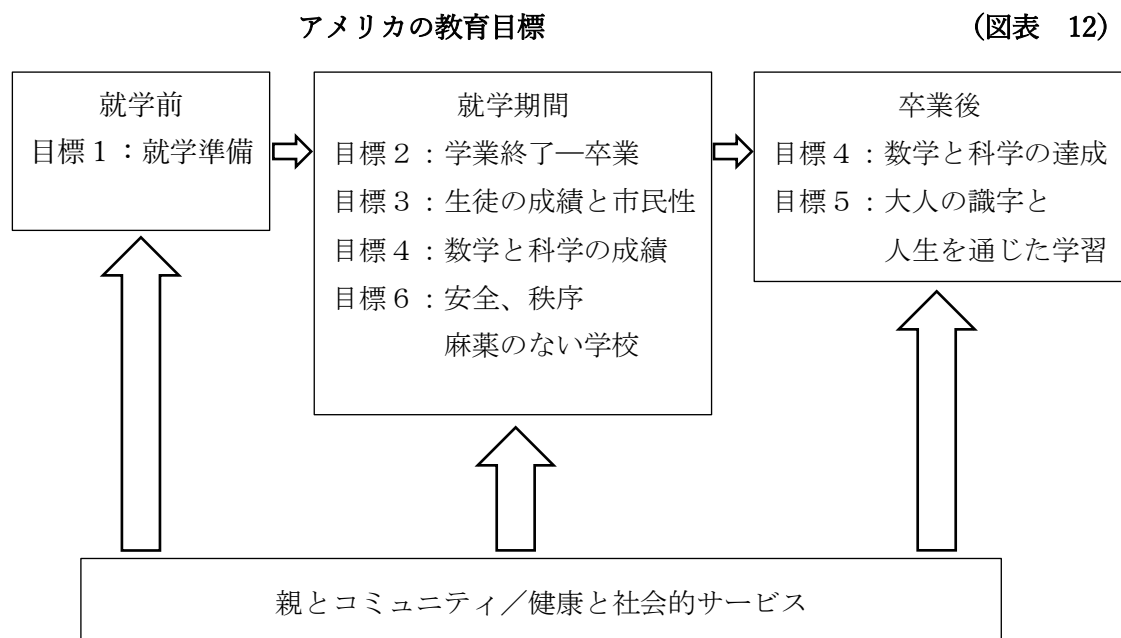 アメリカの教育目標
(図表　12)
就学前
目標１：就学準備
就学期間
目標２：学業終了―卒業
目標３：生徒の成績と市民性
目標４：数学と科学の成績
目標６：安全、秩序
麻薬のない学校
卒業後
目標４：数学と科学の達成
目標５：大人の識字と
人生を通じた学習
親とコミュニティ／健康と社会的サービス